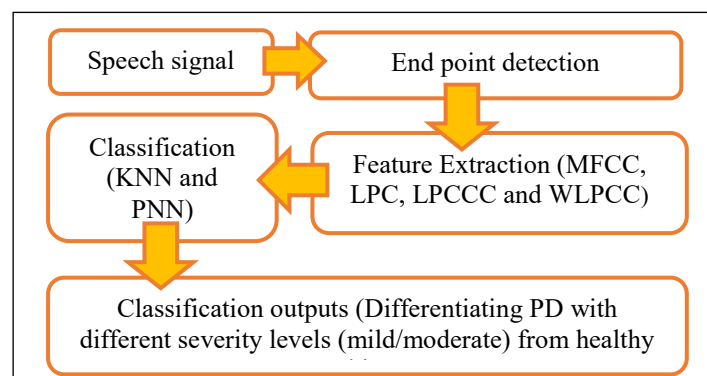 Speech signal
End point detection
Feature Extraction (MFCC,
LPC, LPCCC and WLPCC)
Classification
(KNN and
PNN)
Classification outputs (Differentiating PD with
different severity levels (mild/moderate) from healthy